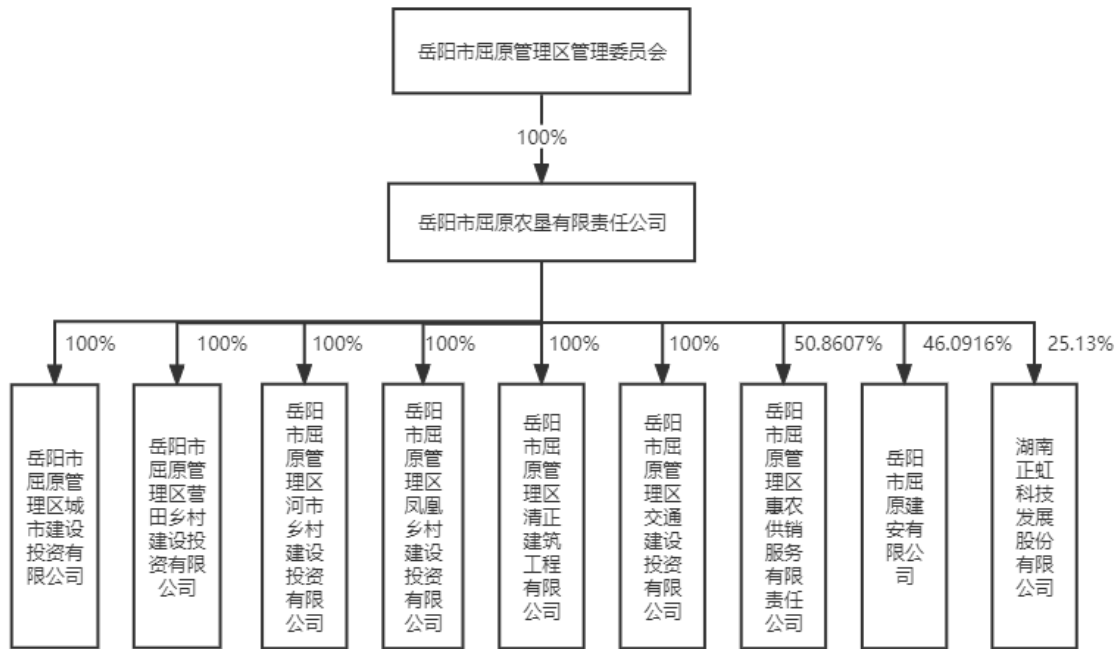 岳阳市屈原管理区管理委员会
100%
岳阳市屈原农垦有限责任公司
100%
100%
100%
100%
100%
100%
50.8607%
46.0916%
25.13%
岳阳市
屈原管
理区城
市建设
投资有
限公司
岳阳市
屈原管
理区营
田乡村
建设投
资有限
公司
岳阳
市屈
原管
理区
河市
乡村
建设
投资
有限
公司
岳阳
市屈
原管
理区
凤凰
乡村
建设
投资
有限
公司
岳阳
市屈
原管
理区
清正
建筑
工程
有限
公司
岳阳
市屈
原管
理区
交通
建设
投资
有限
公司
岳阳
市屈
原管
理区
惠农
供销
服务
有限
责任
公司
岳阳
市屈
原建
安有
限公
司
湖南
正虹
科技
发展
股份
有限
公司